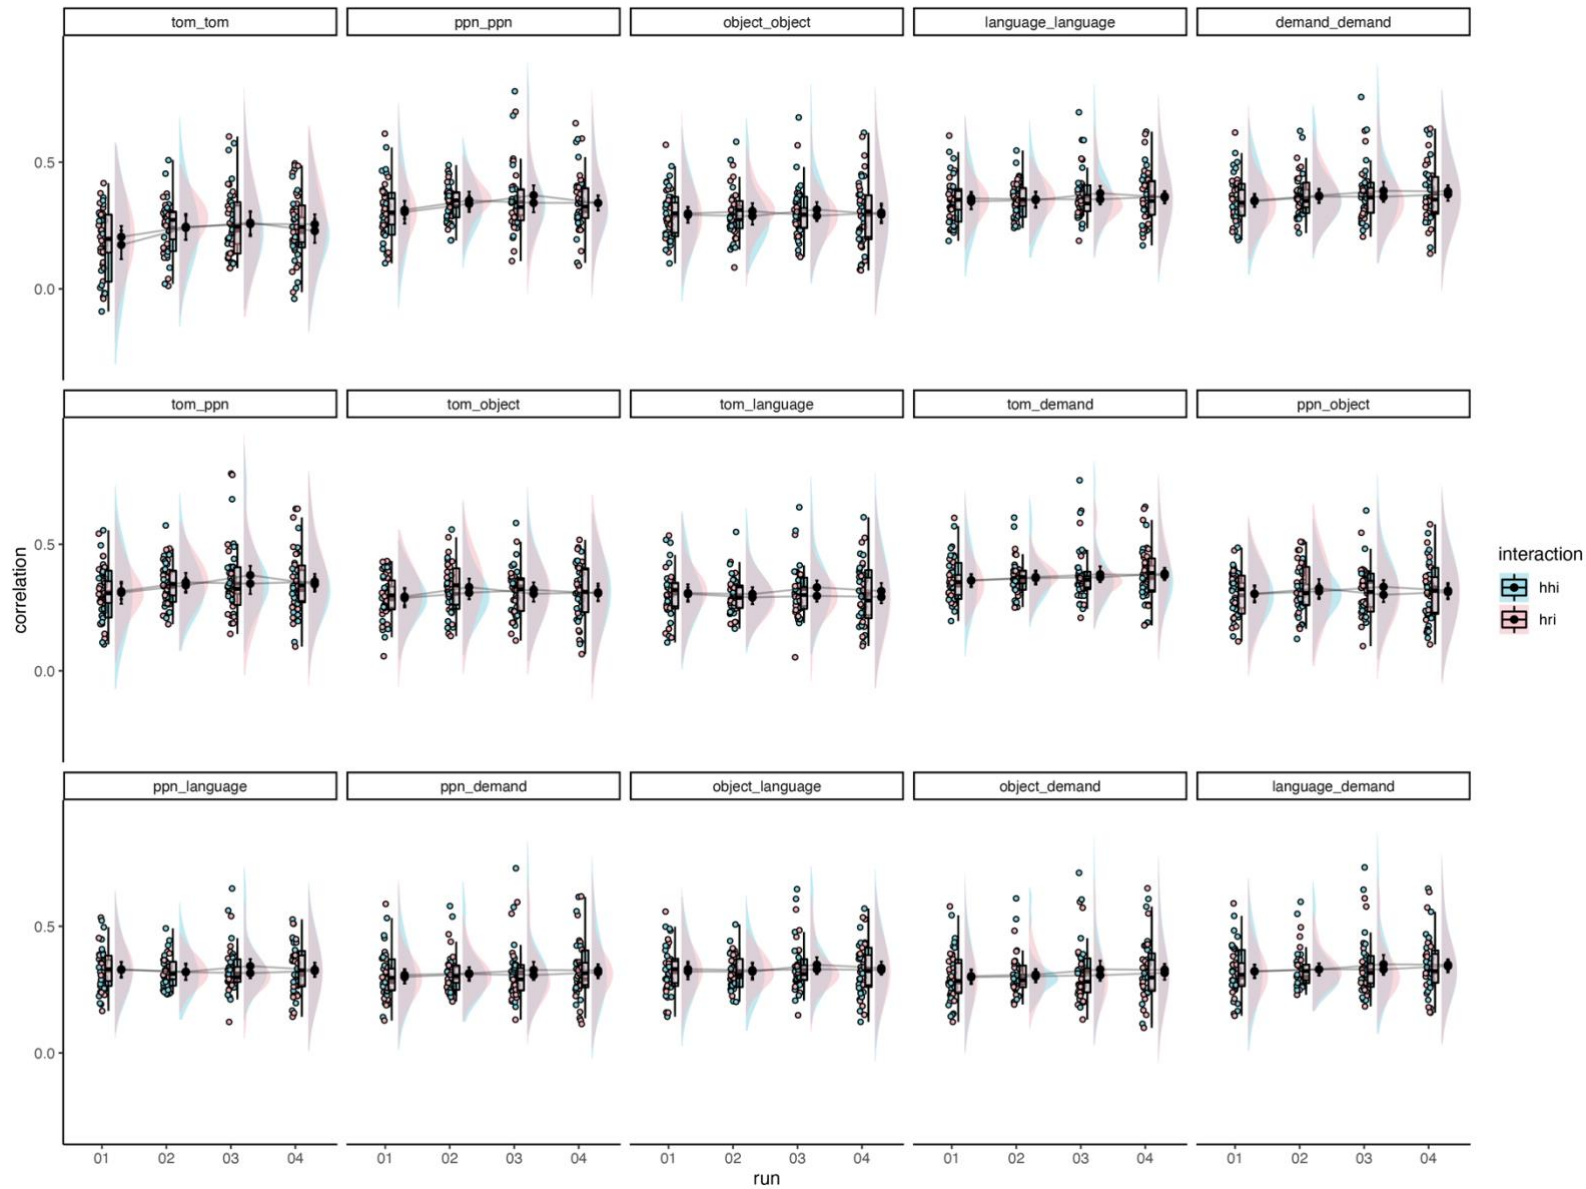 tom_tom ppn_ppn object_object language_language demand_demand
0.5
0.0
tom_ppn tom_object tom_language tom_demand ppn_object
0.5
0.0
correlation
interaction
hhi
hri
ppn_language ppn_demand object_language object_demand language_demand
0.5
0.0
01 02 03 04 01 02 03 04 01 02 03 04 01 02 03 04 01 02 03 04
run